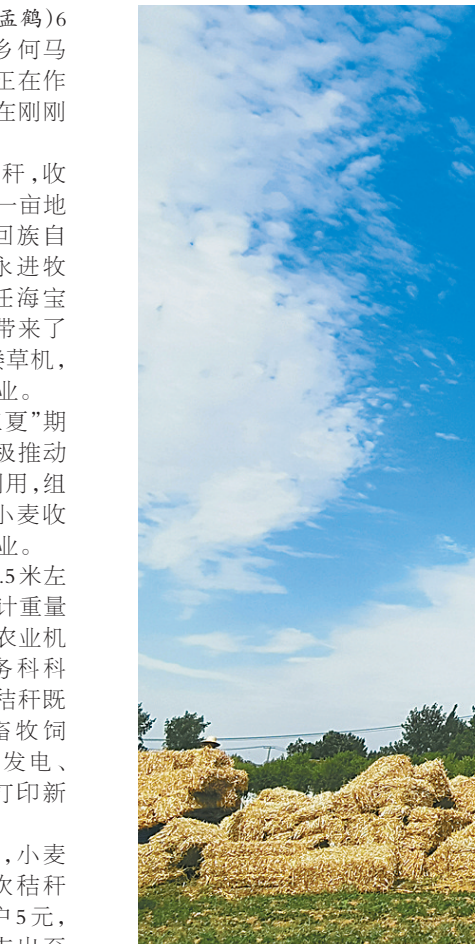 孟鹤)6
乡何马
正在作
在刚刚
秆,收
一亩地
回族自
永进牧
任海宝
带来了
草机,
业。
夏”期
极推动
用,组
小麦收
业。
.5米左
计重量
农业机
务科科
秸秆既
畜牧饲
发电、
打印新
,小麦
次秸秆
户5元,